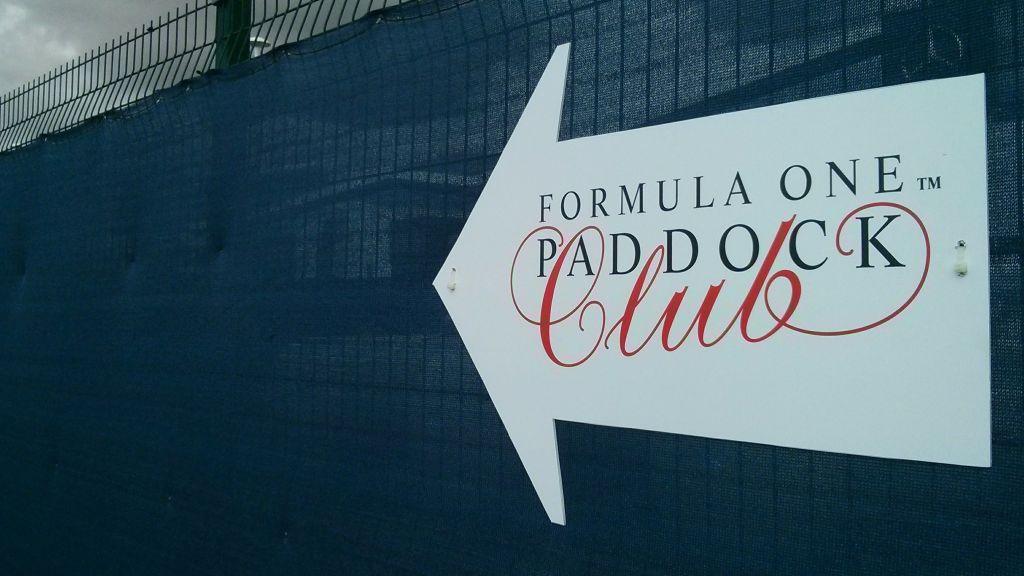 FORMULA ONE™
PADDOCK
Club